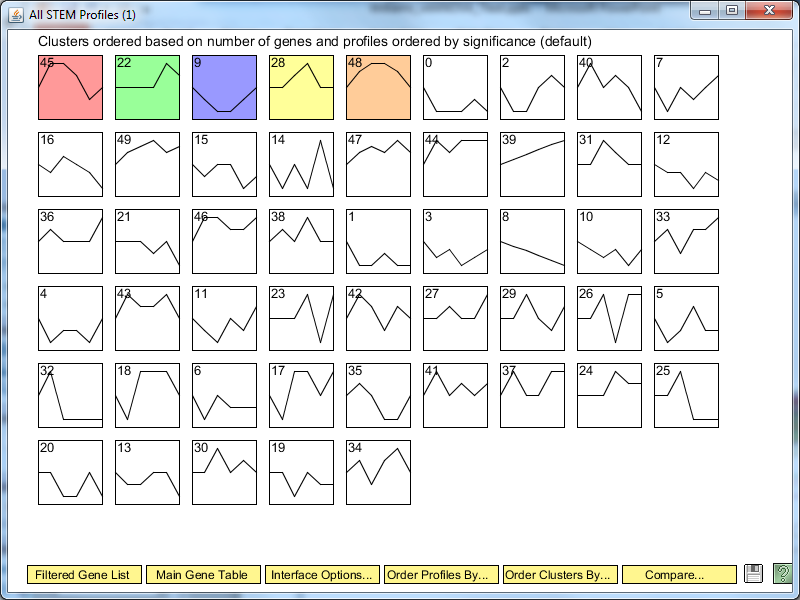 All STEM Profiles (1)
Clusters ordered based on number of genes and profiles ordered by significance (default)
45 22 9 28 48 0 2 40 7
16 49 15 14 47 44 39 31 12
36 21 46 38 1 3 8 10 33
4 43 11 23 42 27 29 26 5
32 18 6 17 35 41 37 24 25
20 13 30 19 34
Filtered Gene List Main Gene Table Interface Options... Order Profiles By... Order Clusters By... Compare... ?